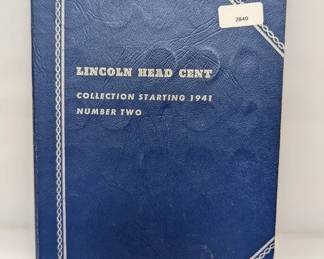 2840
LINCOLN HEAD CENT
COLLECTION STARTING 1941
NUMBER TWO